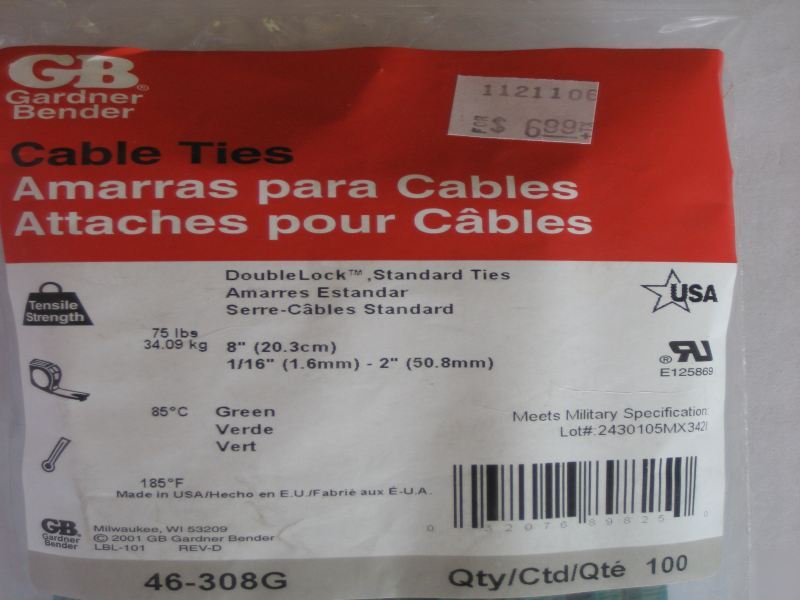 GB
Gardner
Bender
1121106
FOR $ 6.99
Cable Ties
Amarras para Cables
Attaches pour Câbles
DoubleLock™, Standard Ties
Amarres Estandar
Serre-Câbles Standard
Tensile
Strength
USA
75 lbs
34.09 kg
8" (20.3cm)
1/16" (1.6mm) - 2" (50.8mm)
E125869
85°C
Green
Verde
Vert
Meets Military Specification:
Lot#:2430105MX342I
185°F
Made in USA/Hecho en E.U./Fabrié aux É-U.A.
0 32076 89825 0
GB
Gardner
Bender
Milwaukee, WI 53209
© 2001 GB Gardner Bender
LBL-101 REV-D
46-308G
Qty/Ctd/Qté 100